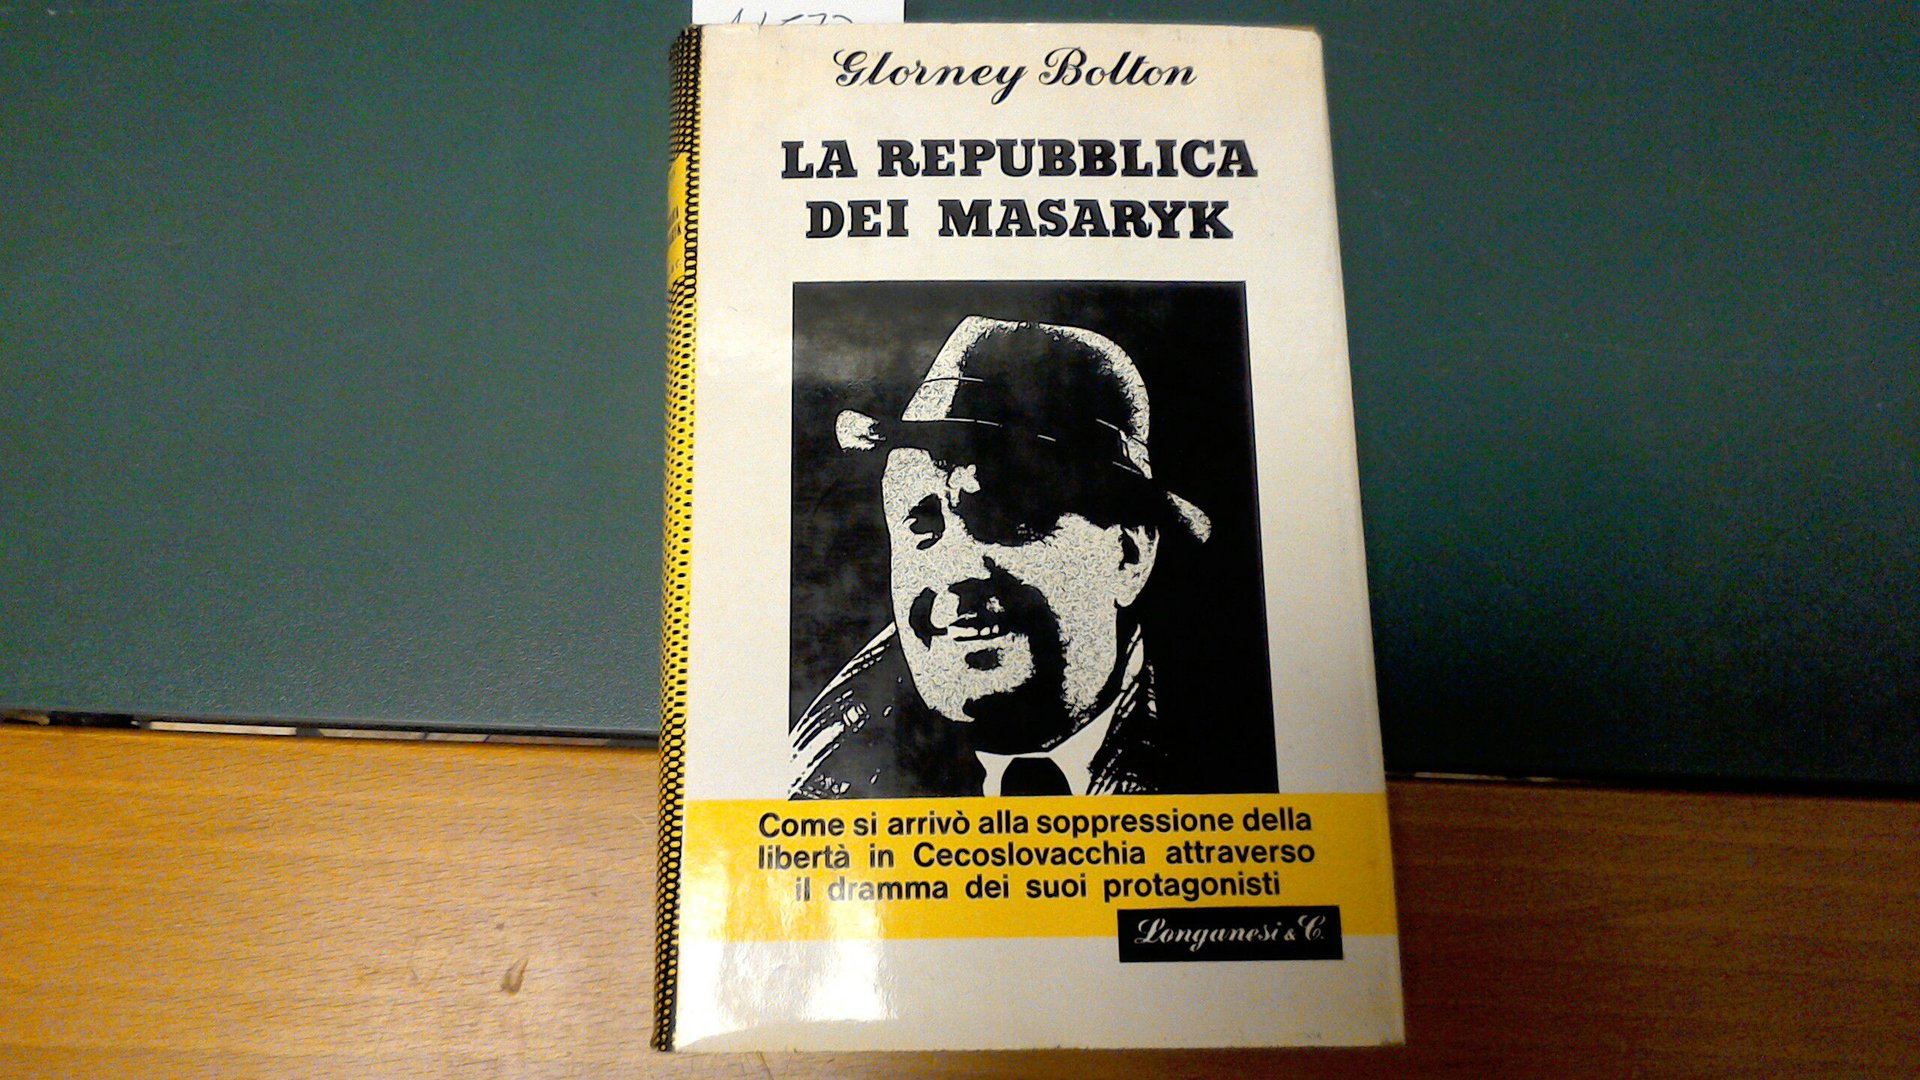 Glorney Bolton
LA REPUBBLICA
DEI MASARYK
Come si arrivò alla soppressione della
libertà in Cecoslovacchia attraverso
il dramma dei suoi protagonisti
Longanesi & C.